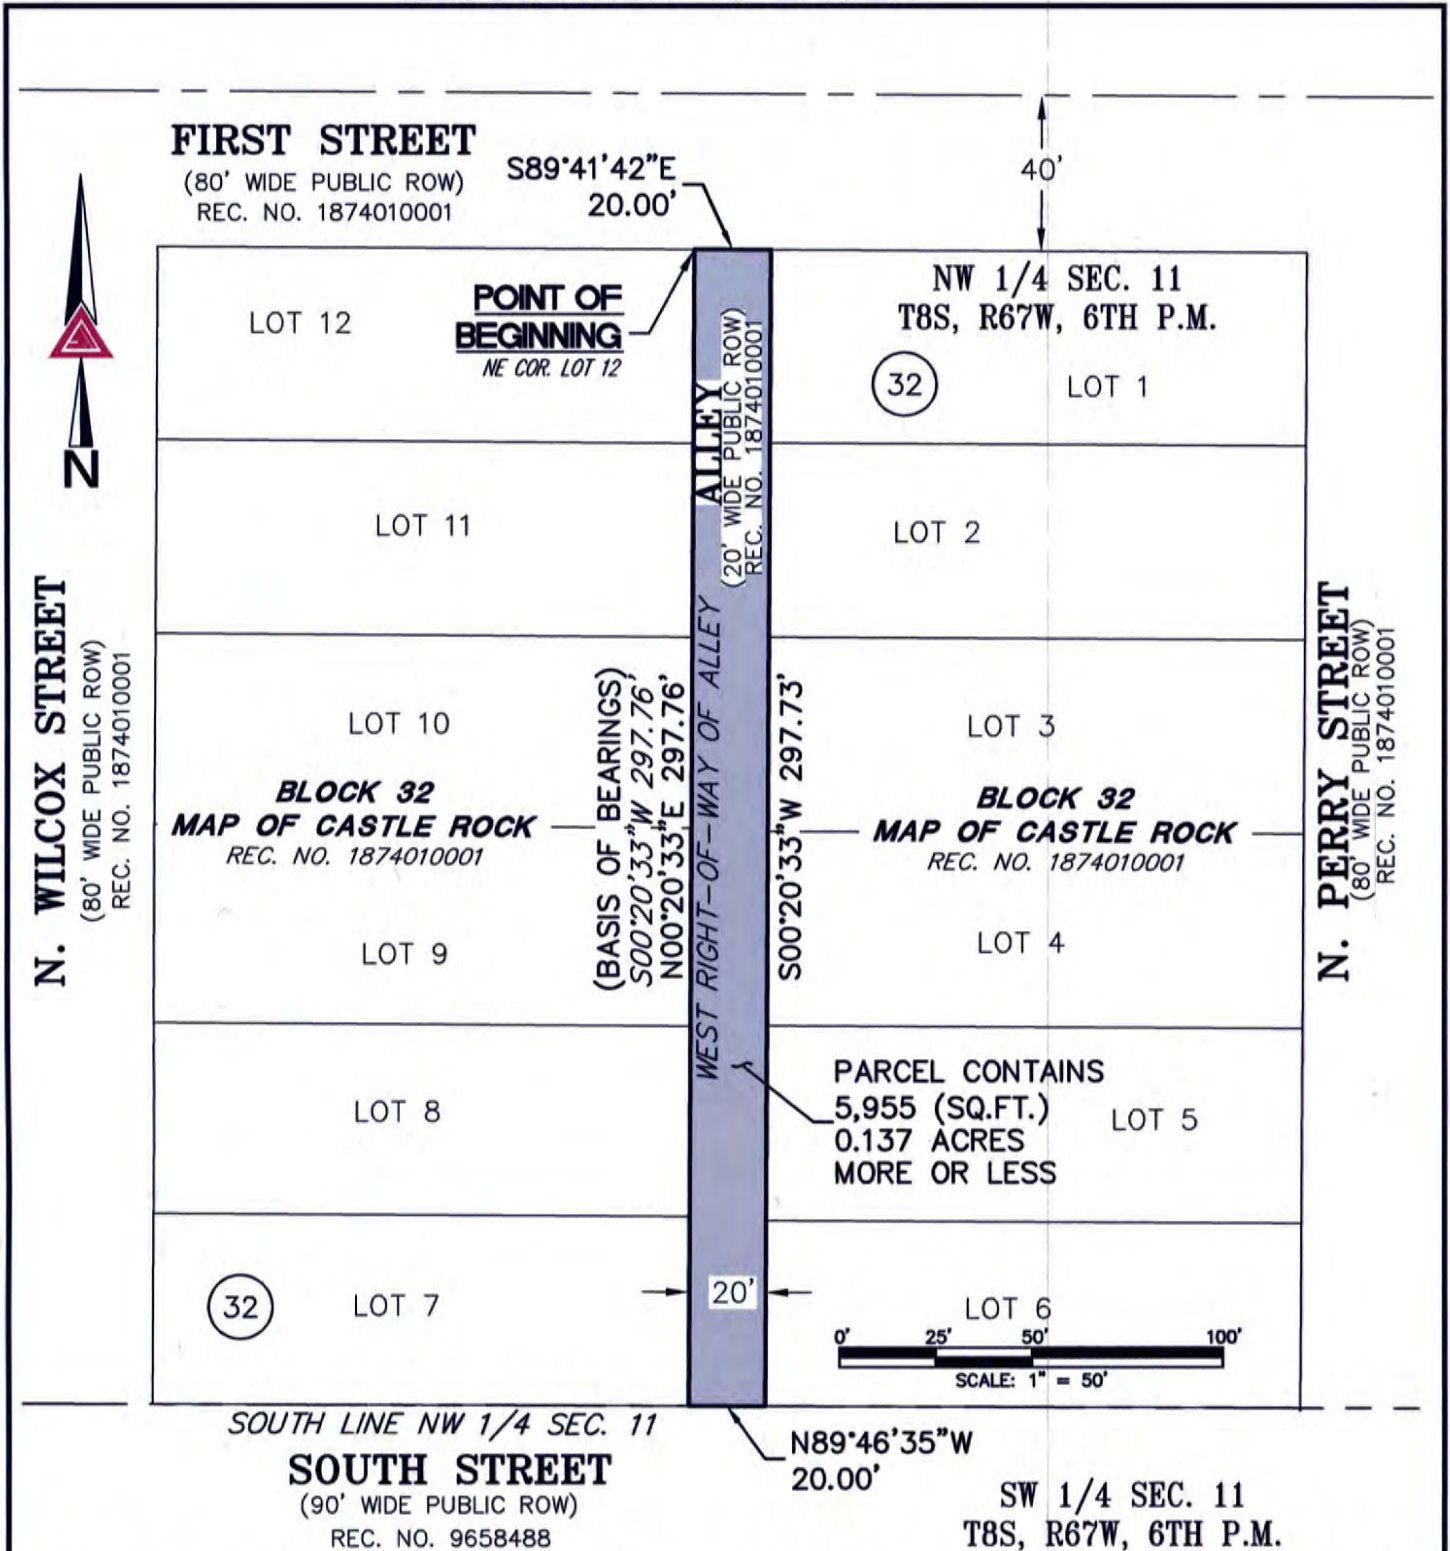 FIRST STREET
(80' WIDE PUBLIC ROW)
REC. NO. 1874010001
S89°41'42"E
20.00'
40'
POINT OF
BEGINNING
NE COR. LOT 12
NW 1/4 SEC. 11
T8S, R67W, 6TH P.M.
LOT 12
32
LOT 1
N
ALLEY
(20' WIDE PUBLIC ROW)
REC. NO. 1874010001
LOT 11
LOT 2
N. WILCOX STREET
(80' WIDE PUBLIC ROW)
REC. NO. 1874010001
LOT 10
BLOCK 32
MAP OF CASTLE ROCK
REC. NO. 1874010001
LOT 9
(BASIS OF BEARINGS)
S00°20'33"W 297.76'
N00°20'33"E 297.76'
WEST RIGHT-OF-WAY OF ALLEY
S00°20'33"W 297.73'
LOT 3
BLOCK 32
MAP OF CASTLE ROCK
REC. NO. 1874010001
LOT 4
N. PERRY STREET
(80' WIDE PUBLIC ROW)
REC. NO. 1874010001
LOT 8
PARCEL CONTAINS
5,955 (SQ.FT.)
0.137 ACRES
MORE OR LESS
LOT 5
32
LOT 7
20'
LOT 6
0' 25' 50' 100'
SCALE: 1" = 50'
SOUTH LINE NW 1/4 SEC. 11
SOUTH STREET
(90' WIDE PUBLIC ROW)
REC. NO. 9658488
N89°46'35"W
20.00'
SW 1/4 SEC. 11
T8S, R67W, 6TH P.M.